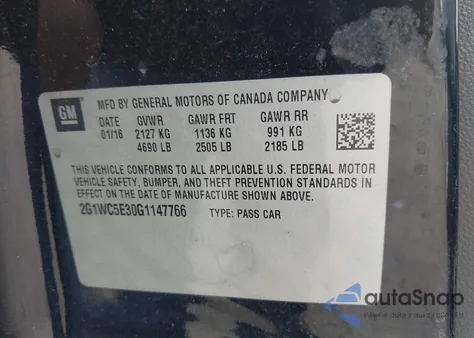 GM
MFD BY GENERAL MOTORS OF CANADA COMPANY
DATE GVWR GAWR FRT GAWR RR
01/16 2127 KG 1136 KG 991 KG
4690 LB 2505 LB 2185 LB
THIS VEHICLE CONFORMS TO ALL APPLICABLE U.S. FEDERAL MOTOR
VEHICLE SAFETY, BUMPER, AND THEFT PREVENTION STANDARDS IN
EFFECT ON THE DATE OF MANUFACTURE SHOWN ABOVE.
2G1WC5E30G1147766 TYPE: PASS CAR
autoSnap